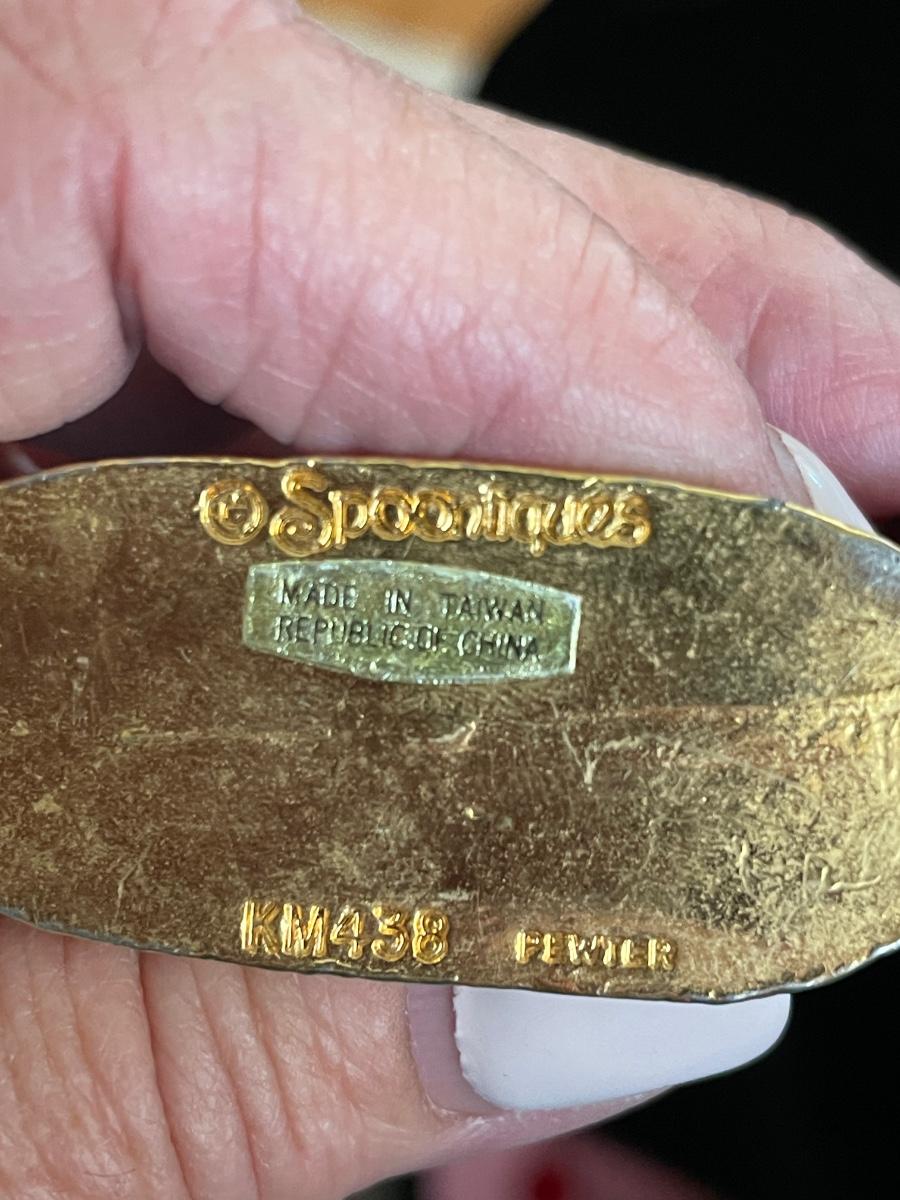 © Spoontiques
MADE IN TAIWAN
REPUBLIC OF CHINA
KM438 PEWTER